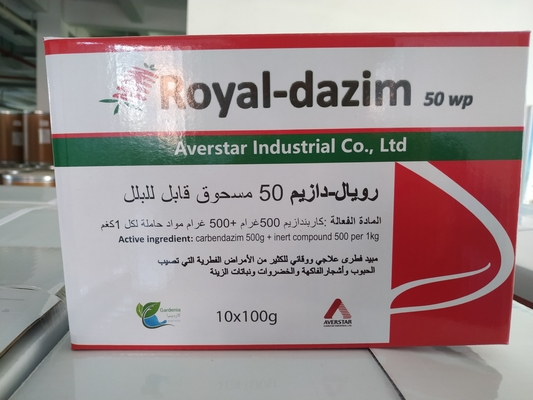 Royal-dazim 50 wp
Averstar Industrial Co., Ltd
رويال-دازيم 50 مسحوق قابل للبلل
المادة الفعالة :كاربندازيم 500غرام +500 غرام مواد حاملة لكل 1كغم
Active ingredient: carbendazim 500g + inert compound 500 per 1kg
مبيد فطري علاجي ووقائي للكثير من الأمراض الفطرية التي تصيب
الحبوب وأشجار الفاكهة والخضروات ونباتات الزينة
Gardenia
10x100g
AVERSTAR